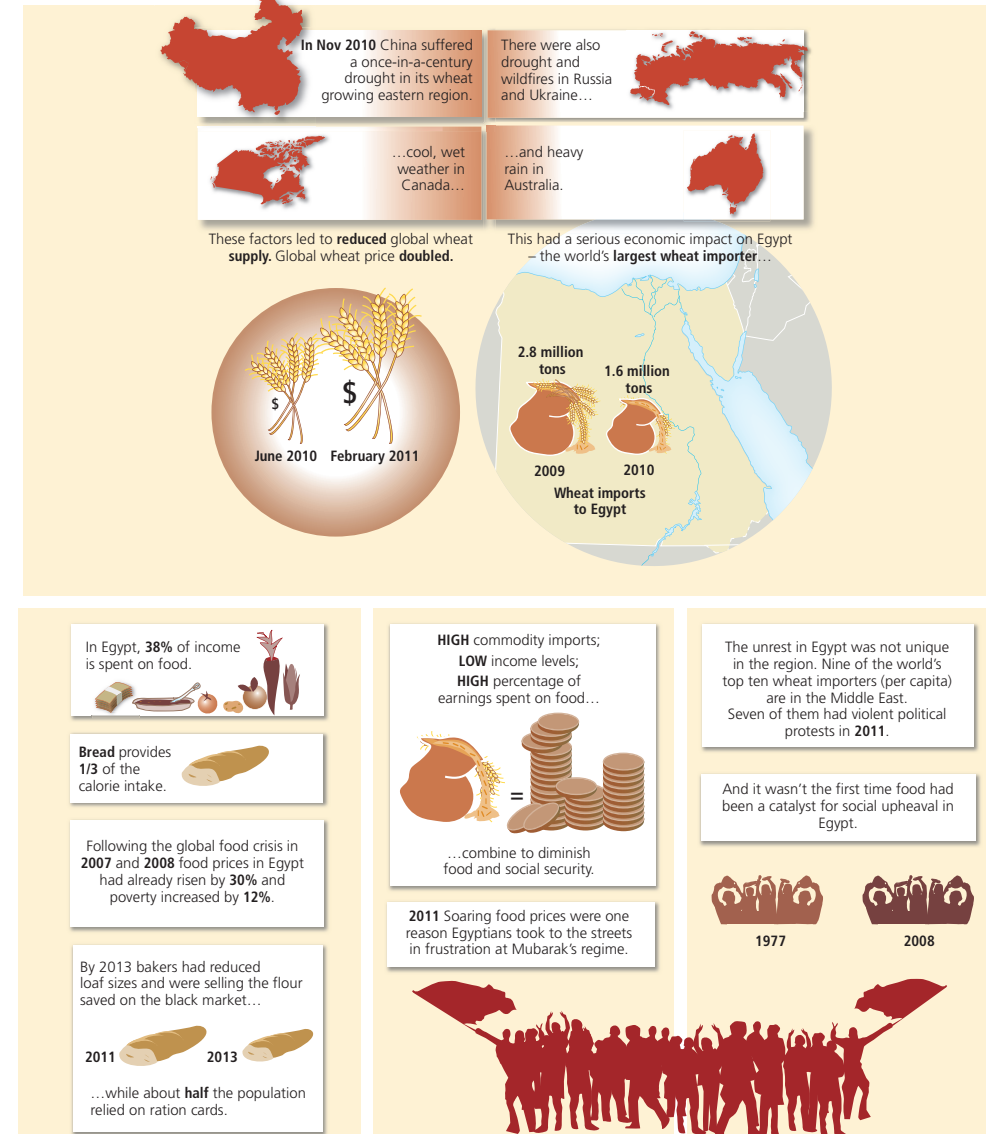 In Nov 2010 China suffered
a once-in-a-century
drought in its wheat
growing eastern region.
There were also
drought and
wildfires in Russia
and Ukraine…
…cool, wet
weather in
Canada…
…and heavy
rain in
Australia.
These factors led to reduced global wheat
supply. Global wheat price doubled.
This had a serious economic impact on Egypt
– the world’s largest wheat importer…
$
$
June 2010
February 2011
2.8 million
tons
1.6 million
tons
2009
2010
Wheat imports
to Egypt
In Egypt, 38% of income
is spent on food.
Bread provides
1/3 of the
calorie intake.
Following the global food crisis in
2007 and 2008 food prices in Egypt
had already risen by 30% and
poverty increased by 12%.
By 2013 bakers had reduced
loaf sizes and were selling the flour
saved on the black market…
2011
2013
…while about half the population
relied on ration cards.
HIGH commodity imports;
LOW income levels;
HIGH percentage of
earnings spent on food…
=
…combine to diminish
food and social security.
2011 Soaring food prices were one
reason Egyptians took to the streets
in frustration at Mubarak’s regime.
The unrest in Egypt was not unique
in the region. Nine of the world’s
top ten wheat importers (per capita)
are in the Middle East.
Seven of them had violent political
protests in 2011.
And it wasn’t the first time food had
been a catalyst for social upheaval in
Egypt.
1977
2008